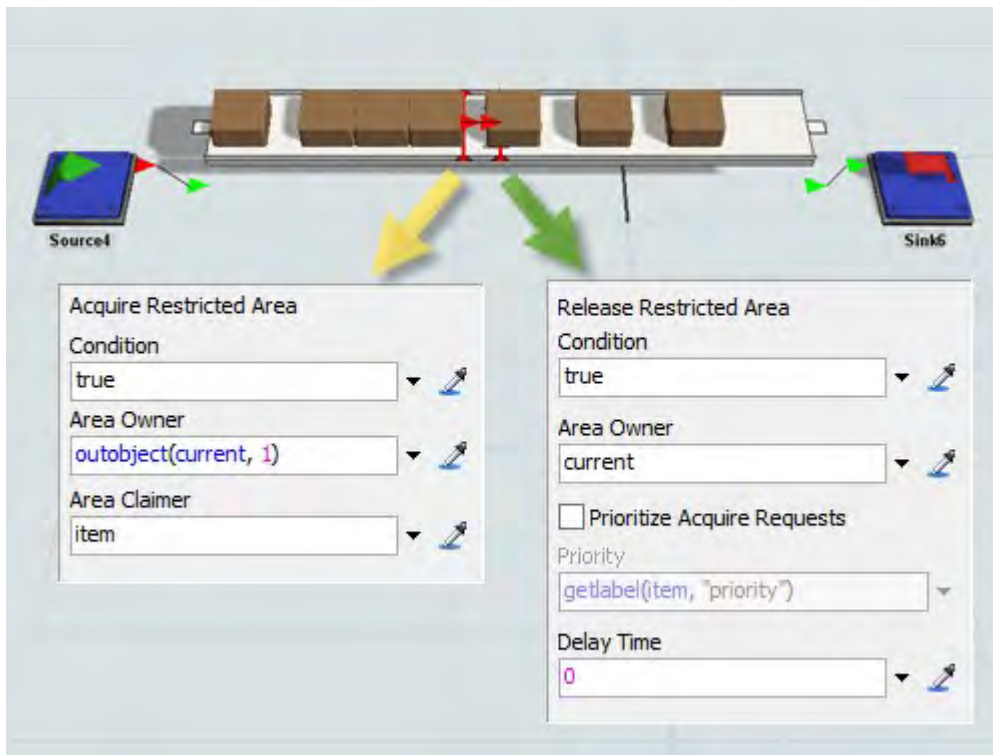 Source4
Sink6
Acquire Restricted Area
Condition
true
Area Owner
outobject(current, 1)
Area Claimer
item
Release Restricted Area
Condition
true
Area Owner
current
Prioritize Acquire Requests
Priority
getlabel(item, "priority")
Delay Time
0